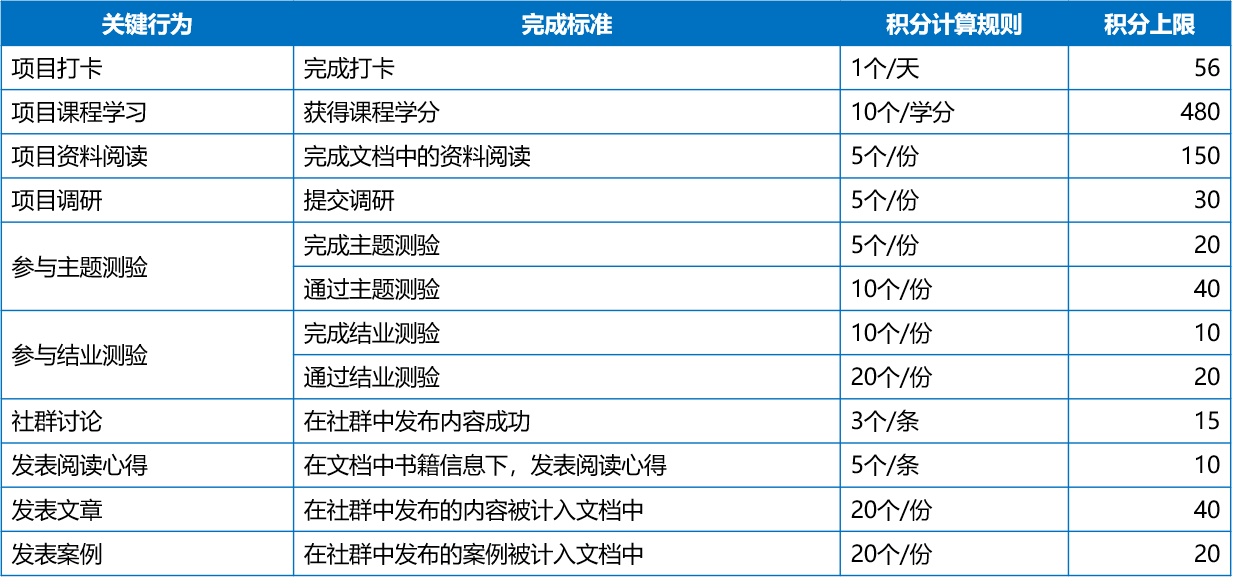 关键行为 完成标准 积分计算规则 积分上限
项目打卡 完成打卡 1个/天 56
项目课程学习 获得课程学分 10个/学分 480
项目资料阅读 完成文档中的资料阅读 5个/份 150
项目调研 提交调研 5个/份 30
参与主题测验 完成主题测验 5个/份 20
通过主题测验 10个/份 40
参与结业测验 完成结业测验 10个/份 10
通过结业测验 20个/份 20
社群讨论 在社群中发布内容成功 3个/条 15
发表阅读心得 在文档中书籍信息下，发表阅读心得 5个/条 10
发表文章 在社群中发布的内容被计入文档中 20个/份 40
发表案例 在社群中发布的案例被计入文档中 20个/份 20